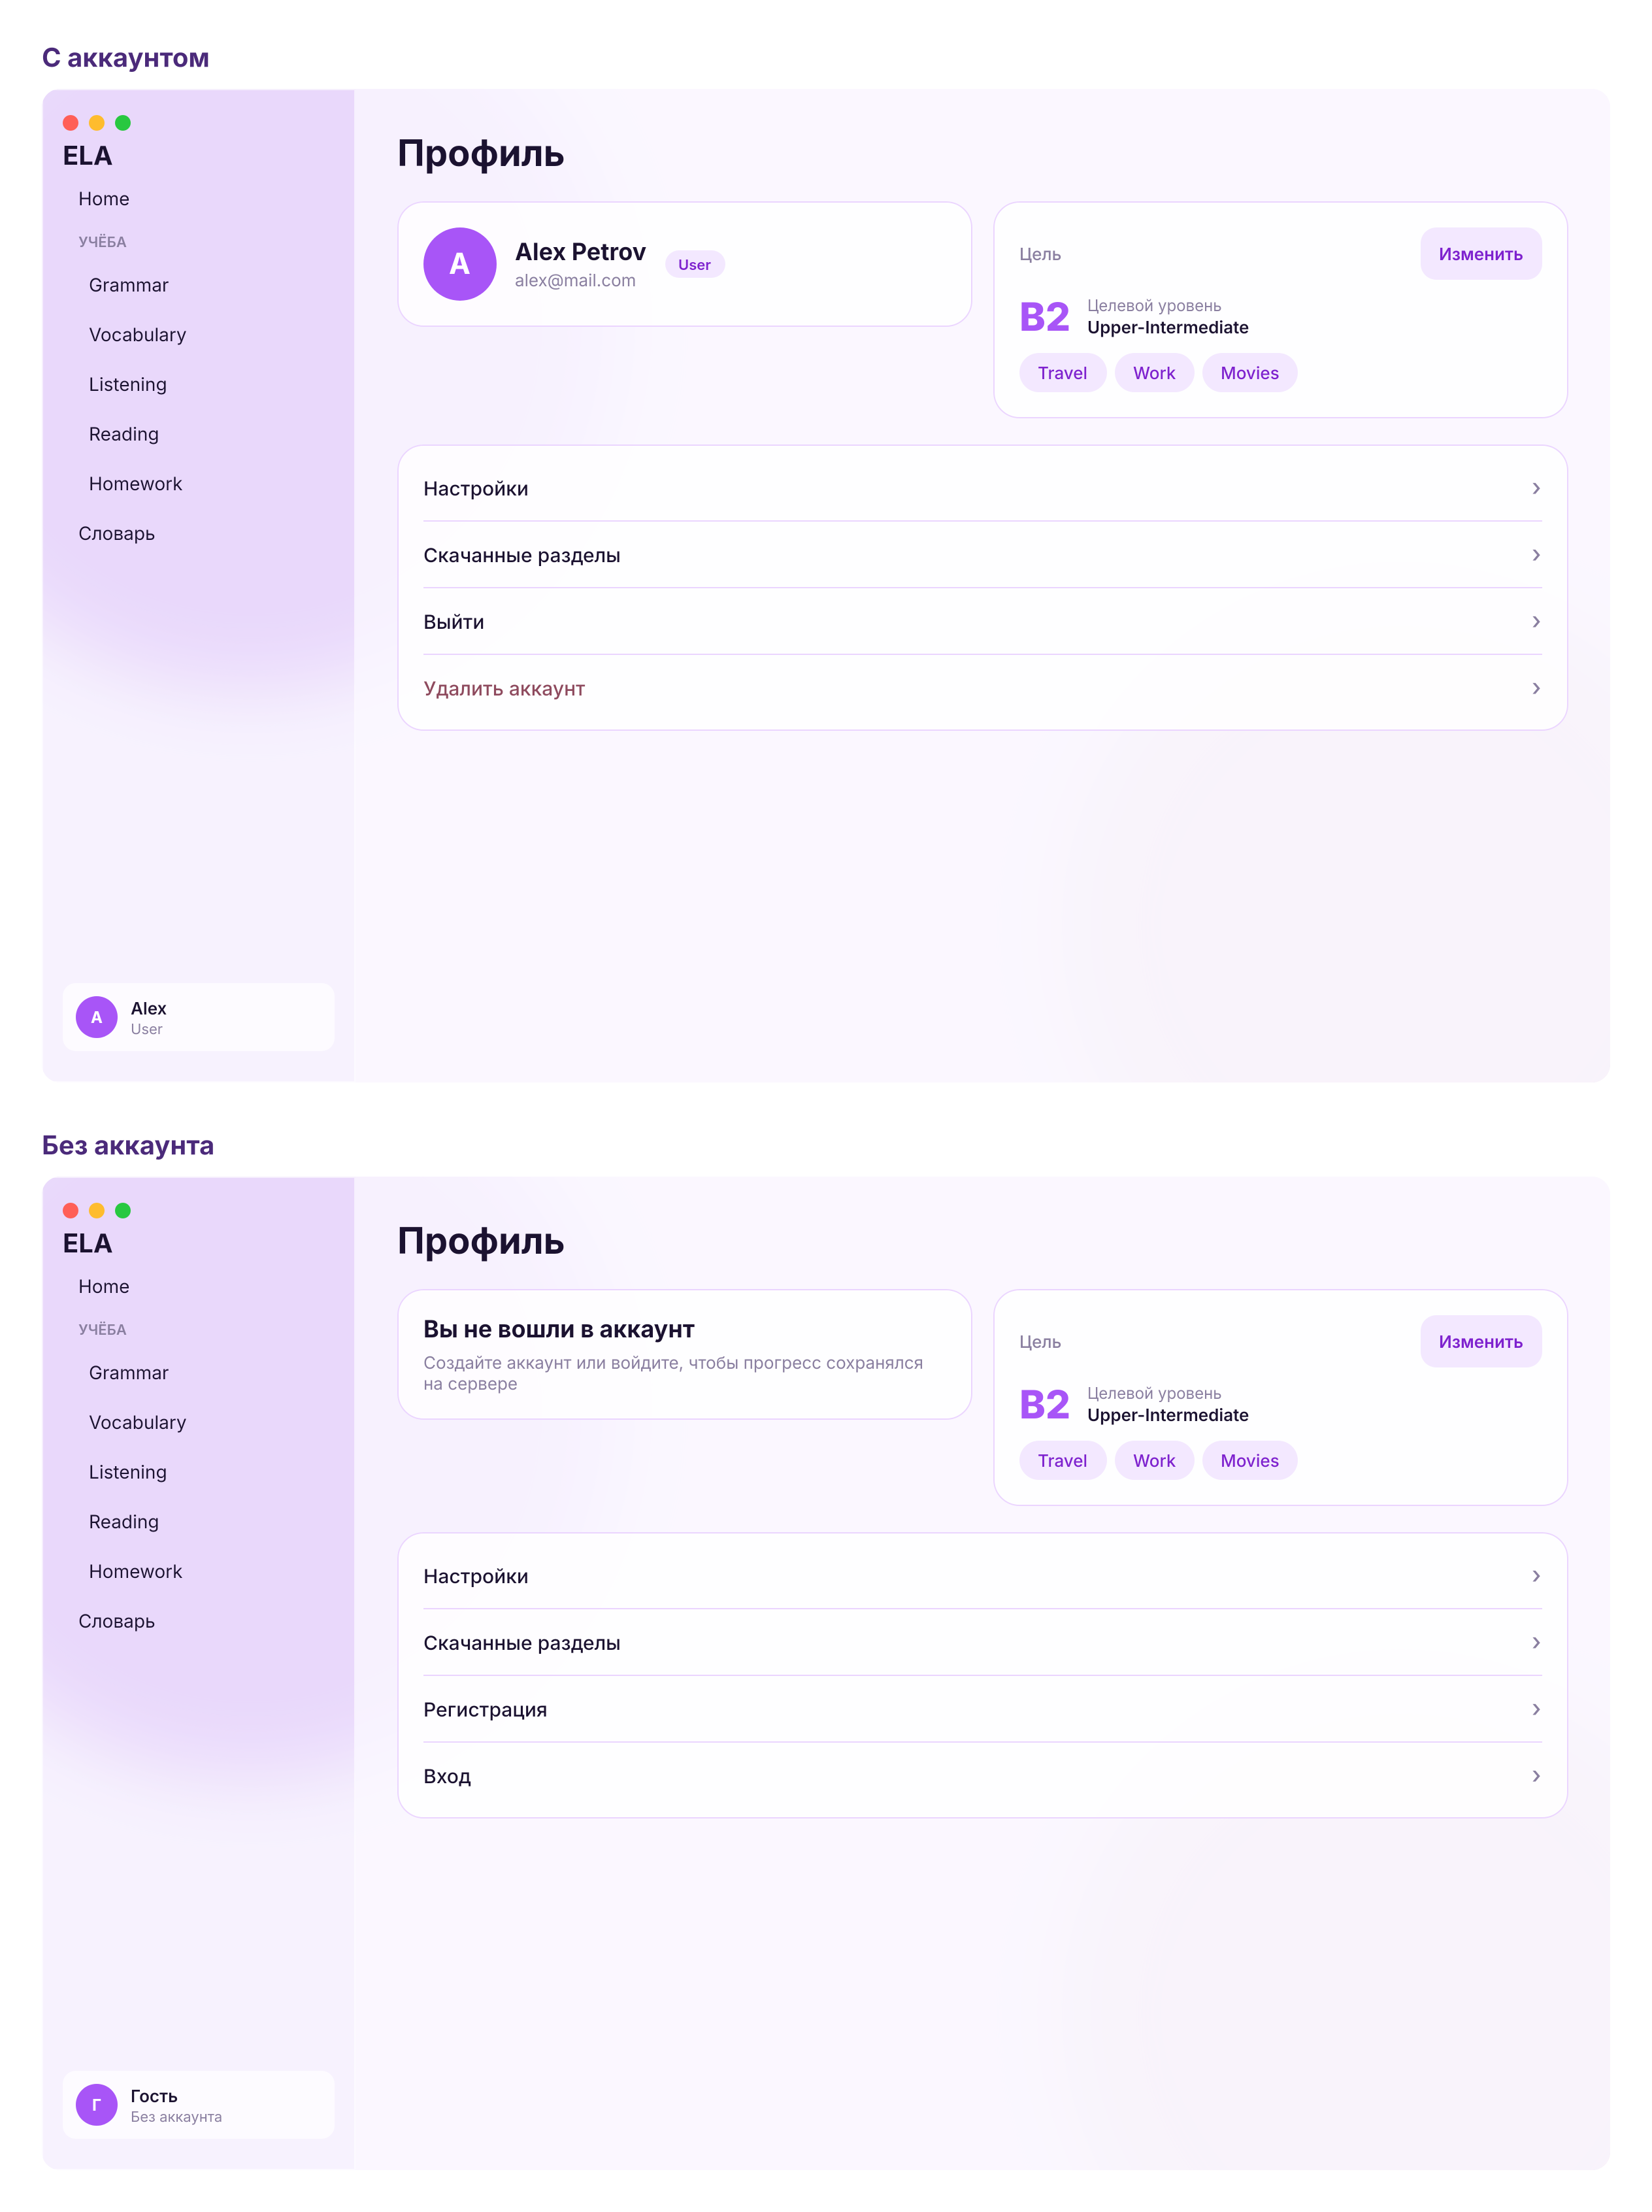 С аккаунтом
ELA
Home
УЧЁБА
Grammar
Vocabulary
Listening
Reading
Homework
Словарь
A
Alex
User
Профиль
A
Alex Petrov
alex@mail.com
User
Цель
Изменить
B2
Целевой уровень
Upper-Intermediate
Travel
Work
Movies
Настройки
Скачанные разделы
Выйти
Удалить аккаунт
Без аккаунта
ELA
Home
УЧЁБА
Grammar
Vocabulary
Listening
Reading
Homework
Словарь
Г
Гость
Без аккаунта
Профиль
Вы не вошли в аккаунт
Создайте аккаунт или войдите, чтобы прогресс сохранялся
на сервере
Цель
Изменить
B2
Целевой уровень
Upper-Intermediate
Travel
Work
Movies
Настройки
Скачанные разделы
Регистрация
Вход